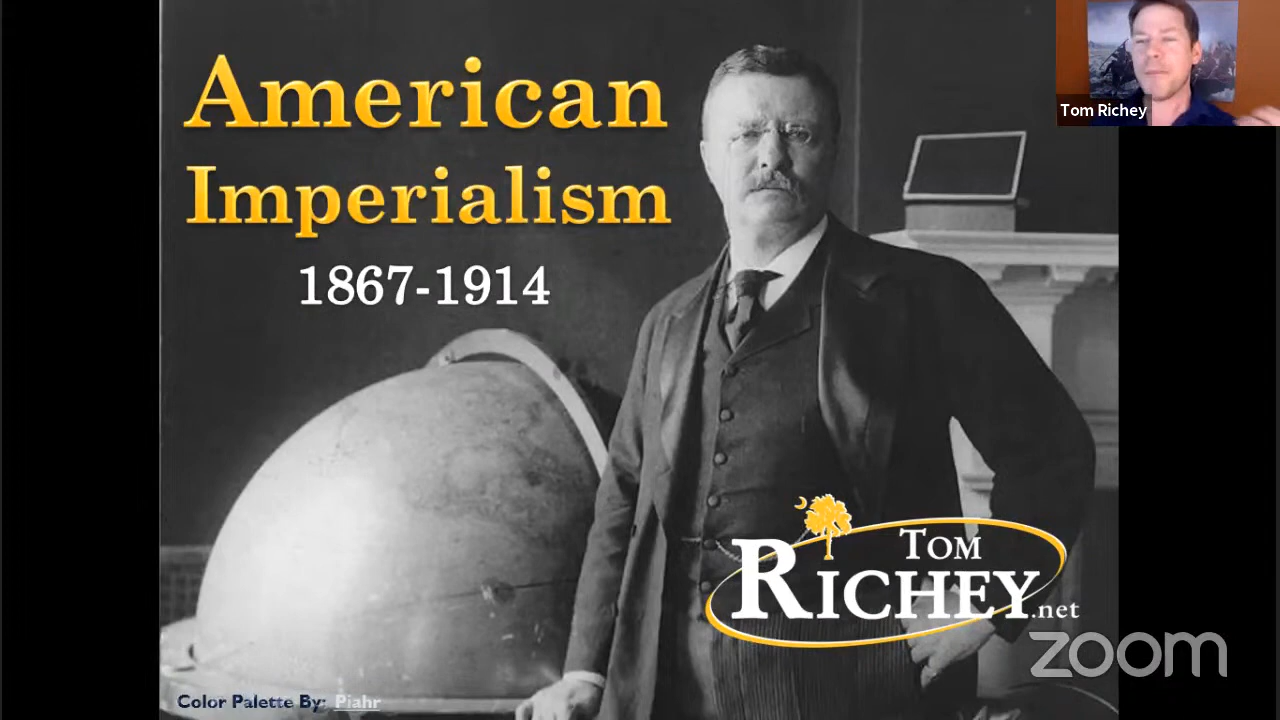 American
Imperialism
1867-1914
Tom Richey
TOM
RICHEY.net
zoom
Color Palette By: Piahr